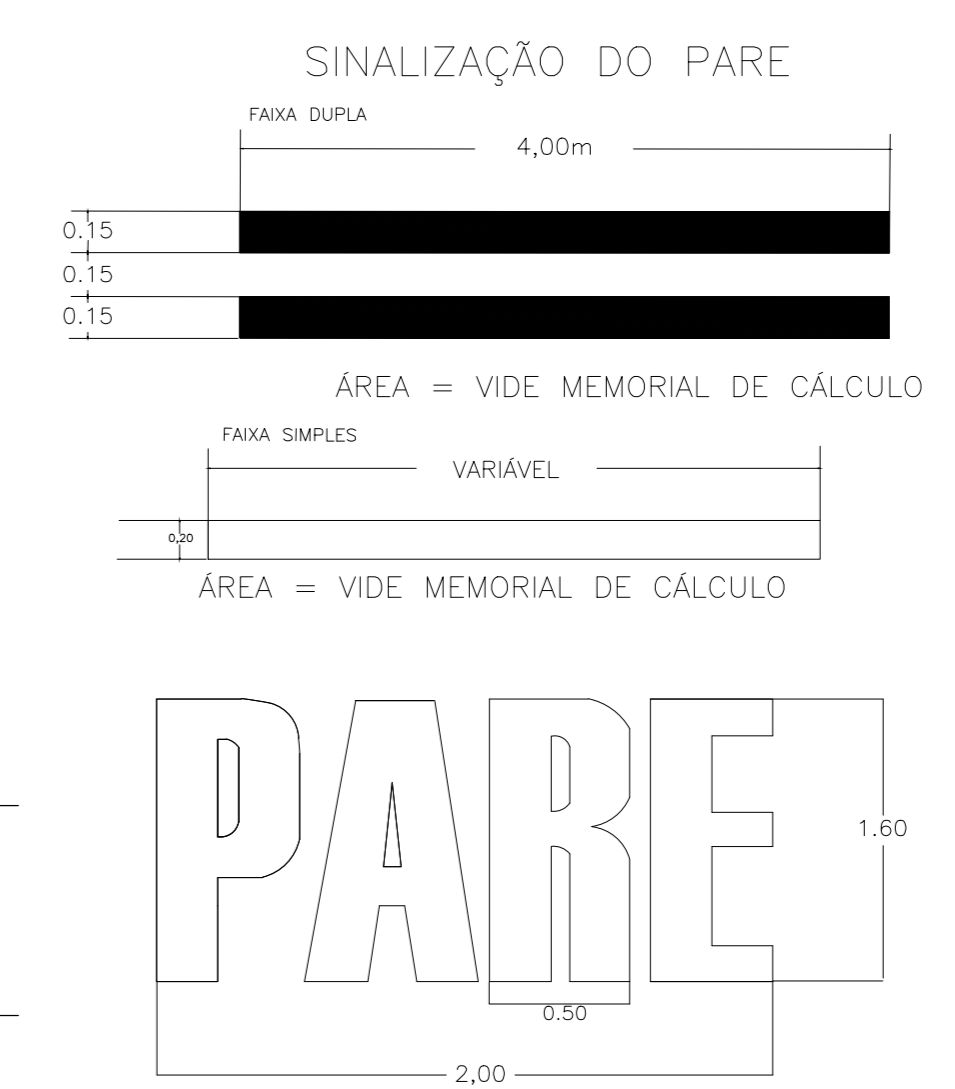 SINALIZAÇÃO DO PARE
FAIXA DUPLA
4,00m
0.15
0.15
0.15
ÁREA = VIDE MEMORIAL DE CÁLCULO
FAIXA SIMPLES
VARIÁVEL
0,20
ÁREA = VIDE MEMORIAL DE CÁLCULO
PARE
1.60
0.50
2,00